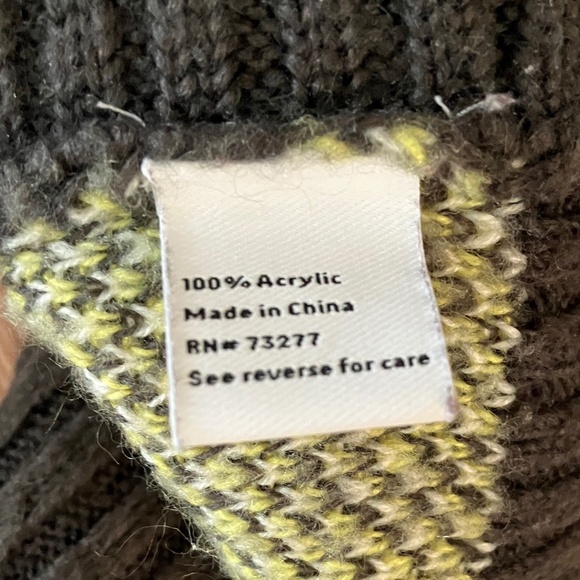 100% Acrylic
Made in China
RN# 73277
See reverse for care